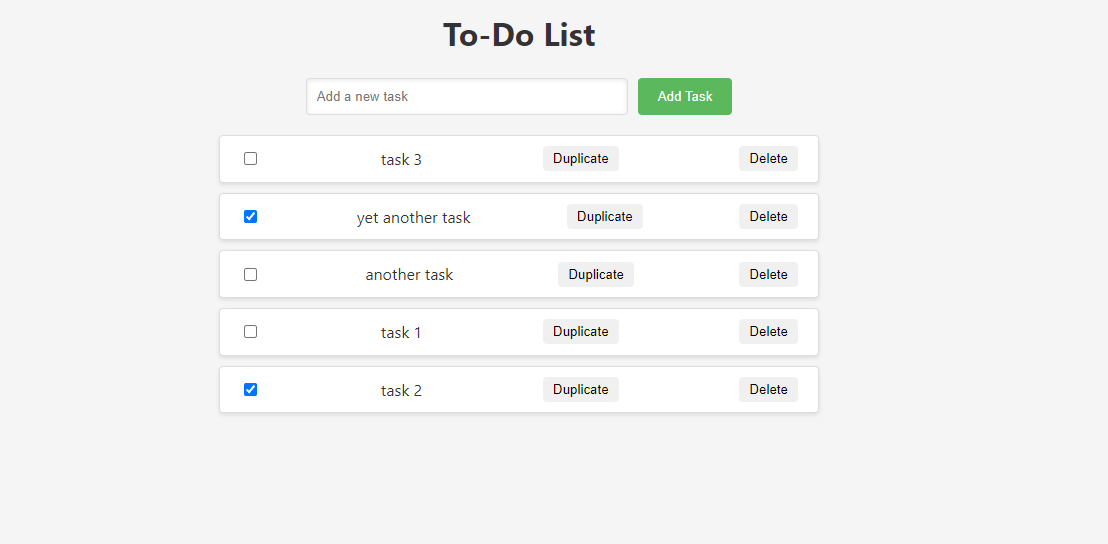 To-Do List
Add a new task Add Task
task 3 Duplicate Delete
yet another task Duplicate Delete
another task Duplicate Delete
task 1 Duplicate Delete
task 2 Duplicate Delete